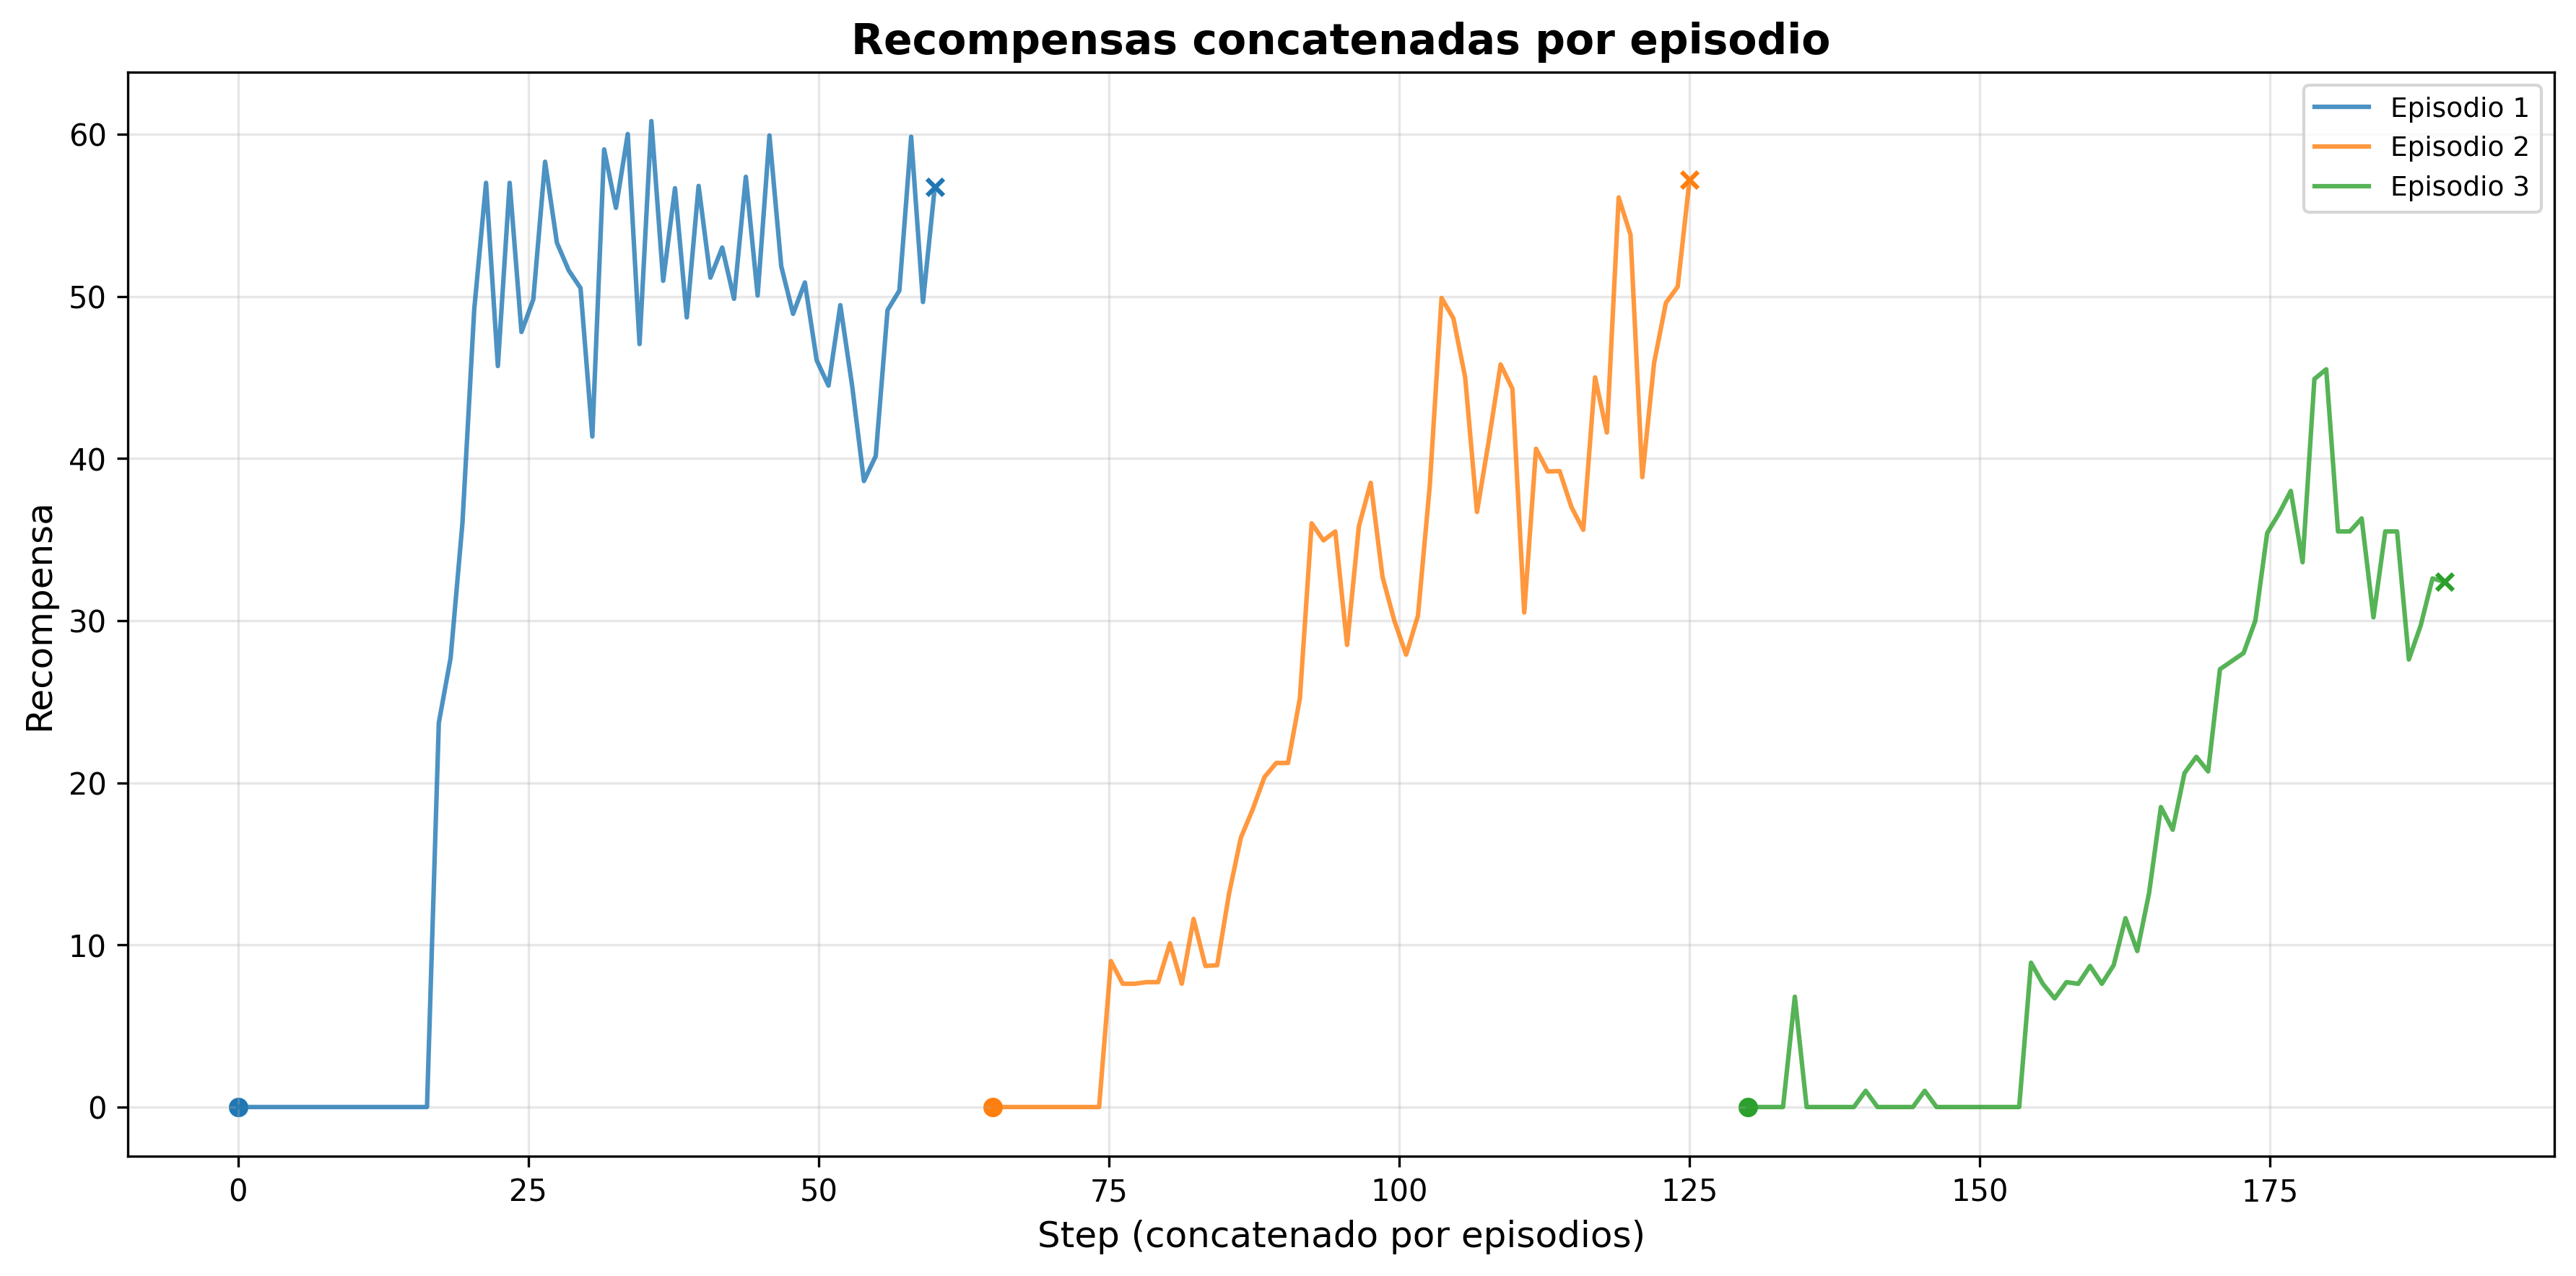 Recompensas concatenadas por episodio
Episodio 1
Episodio 2
Episodio 3
Recompensa
60
50
40
30
20
10
0
0 25 50 75 100 125 150 175
Step (concatenado por episodios)